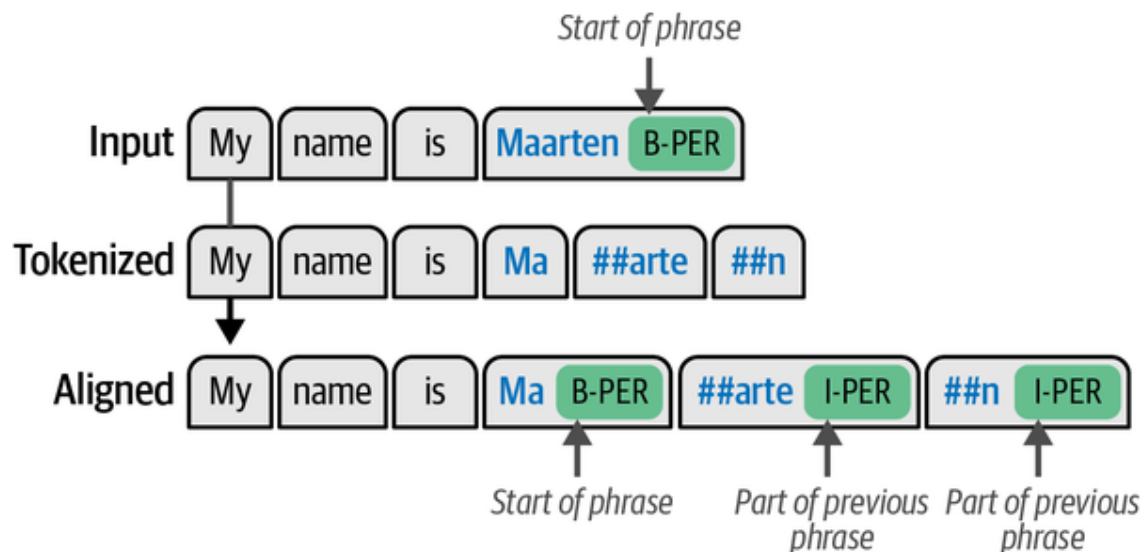 Start of phrase
Input My name is Maarten B-PER
Tokenized My name is Ma ##arte ##n
Aligned My name is Ma B-PER ##arte I-PER ##n I-PER
Start of phrase Part of previous Part of previous
phrase phrase